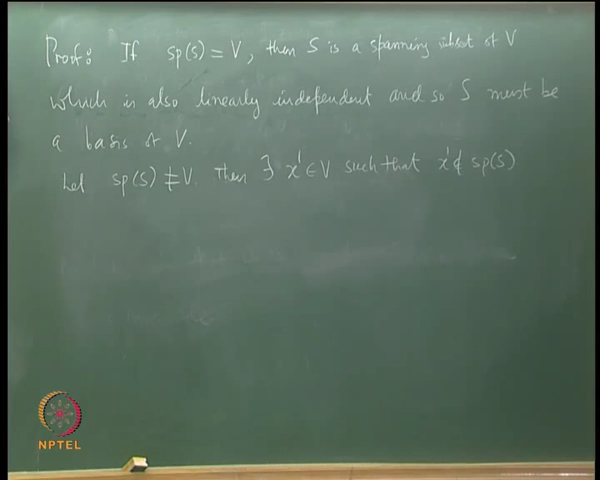 Proof: If sp(S) = V, then S is a spanning subset of V
which is also linearly independent and so S must be
a basis of V.
Let sp(S) ≠ V. Then ∃ x' ∈ V such that x' ∉ sp(S)
NPTEL